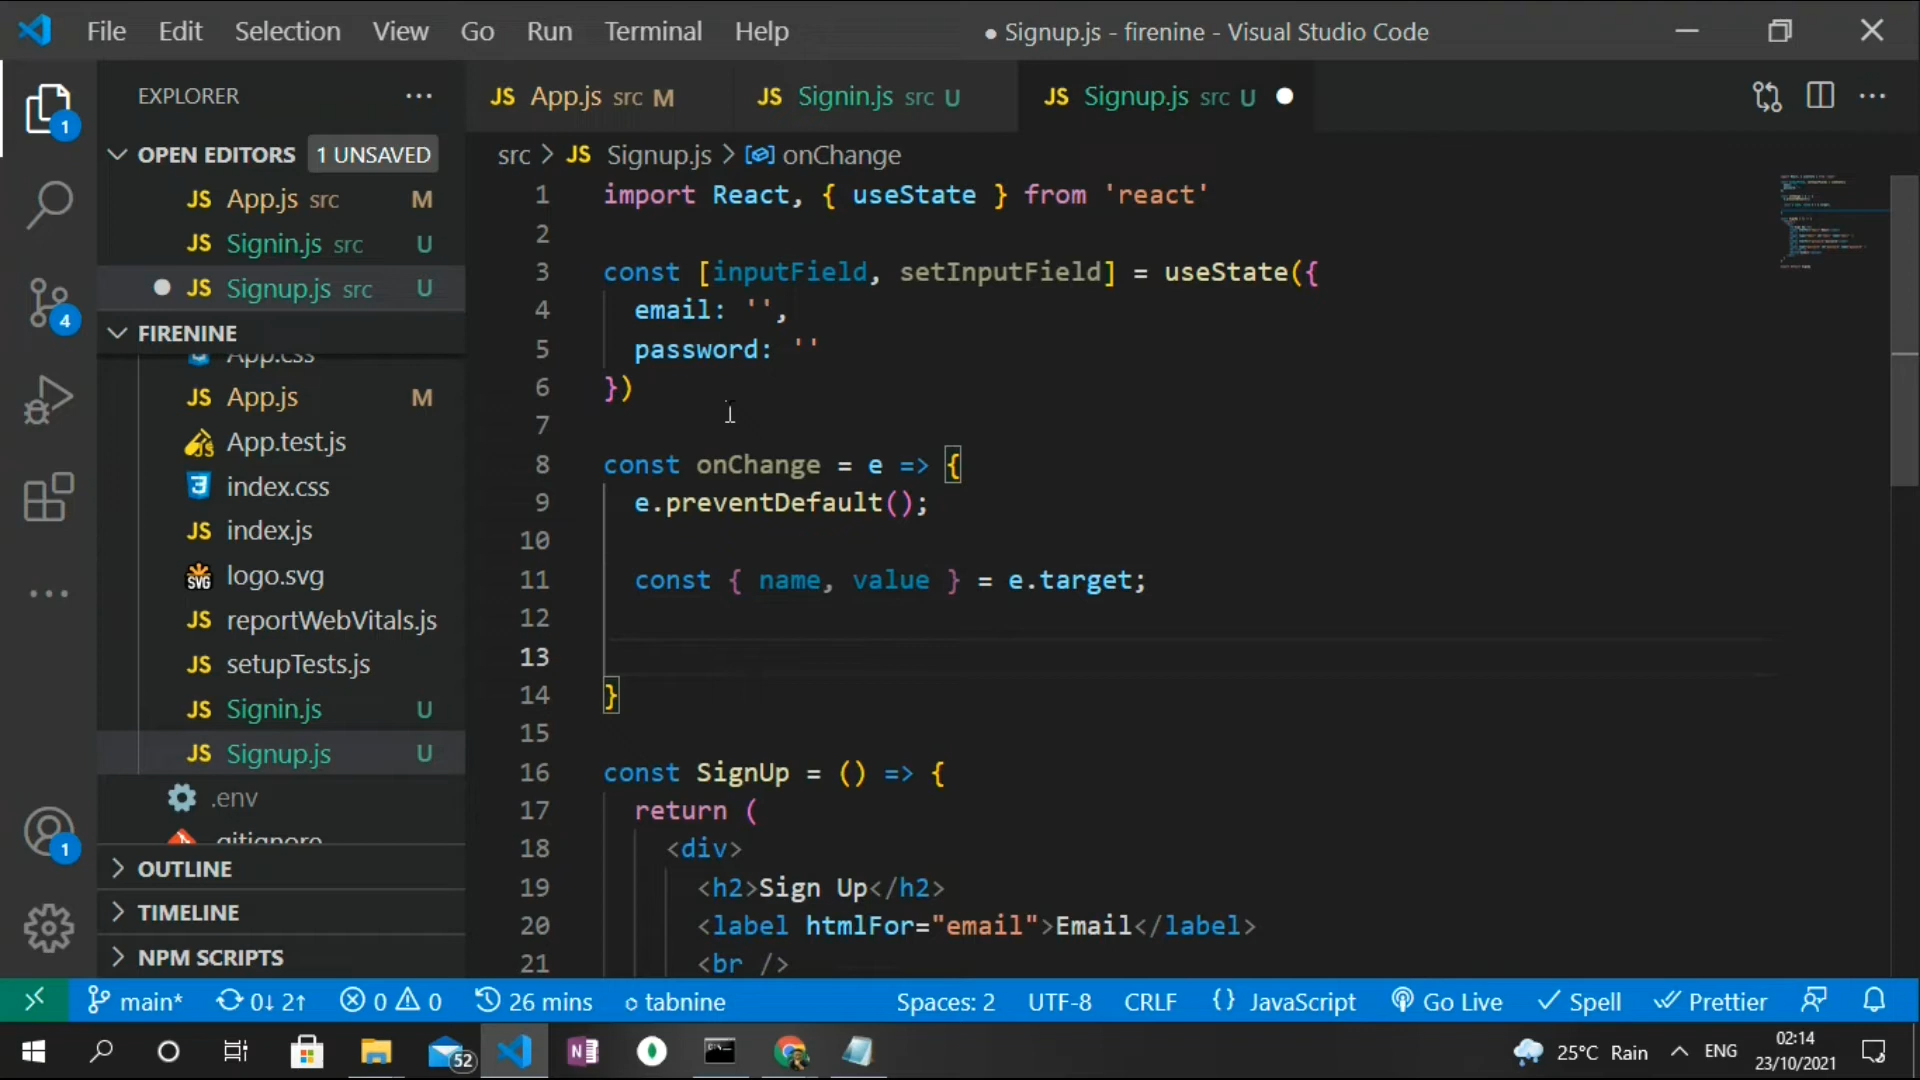 File Edit Selection View Go Run Terminal Help ● Signup.js - firenine - Visual Studio Code
EXPLORER
JS App.js src M JS Signin.js src U JS Signup.js src U ●
OPEN EDITORS 1 UNSAVED
src > JS Signup.js > onChange
JS App.js src M
JS Signin.js src U
● JS Signup.js src U
FIRENINE
App.css
JS App.js M
App.test.js
index.css
JS index.js
SVG logo.svg
JS reportWebVitals.js
JS setupTests.js
JS Signin.js U
JS Signup.js U
.env
.gitignore
OUTLINE
TIMELINE
NPM SCRIPTS
1
4
1
1 import React, { useState } from 'react'
2
3 const [inputField, setInputField] = useState({
4 email: '',
5 password: ''
6 })
7
8 const onChange = e => {
9 e.preventDefault();
10
11 const { name, value } = e.target;
12
13
14 }
15
16 const SignUp = () => {
17 return (
18 <div>
19 <h2>Sign Up</h2>
20 <label htmlFor="email">Email</label>
21 <br />
main* 0↓ 2↑ 0 0 26 mins tabnine Spaces: 2 UTF-8 CRLF {} JavaScript Go Live Spell Prettier
52 N 25°C Rain ENG 02:14
23/10/2021